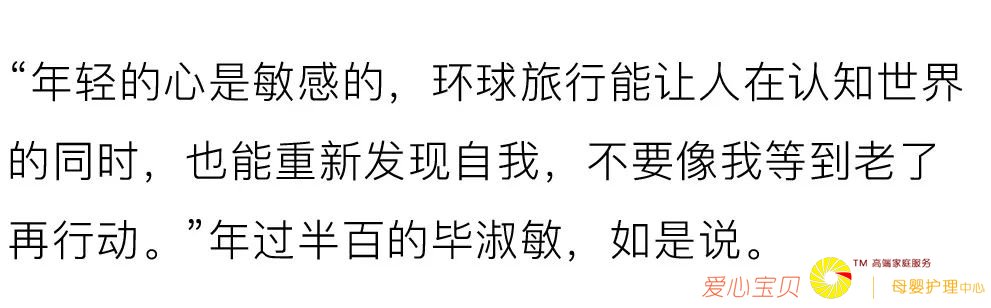 “年轻的心是敏感的，环球旅行能让人在认知世界
的同时，也能重新发现自我，不要像我等到老了
再行动。”年过半百的毕淑敏，如是说。
TM 高端家庭服务
爱心宝贝 | 母婴护理中心